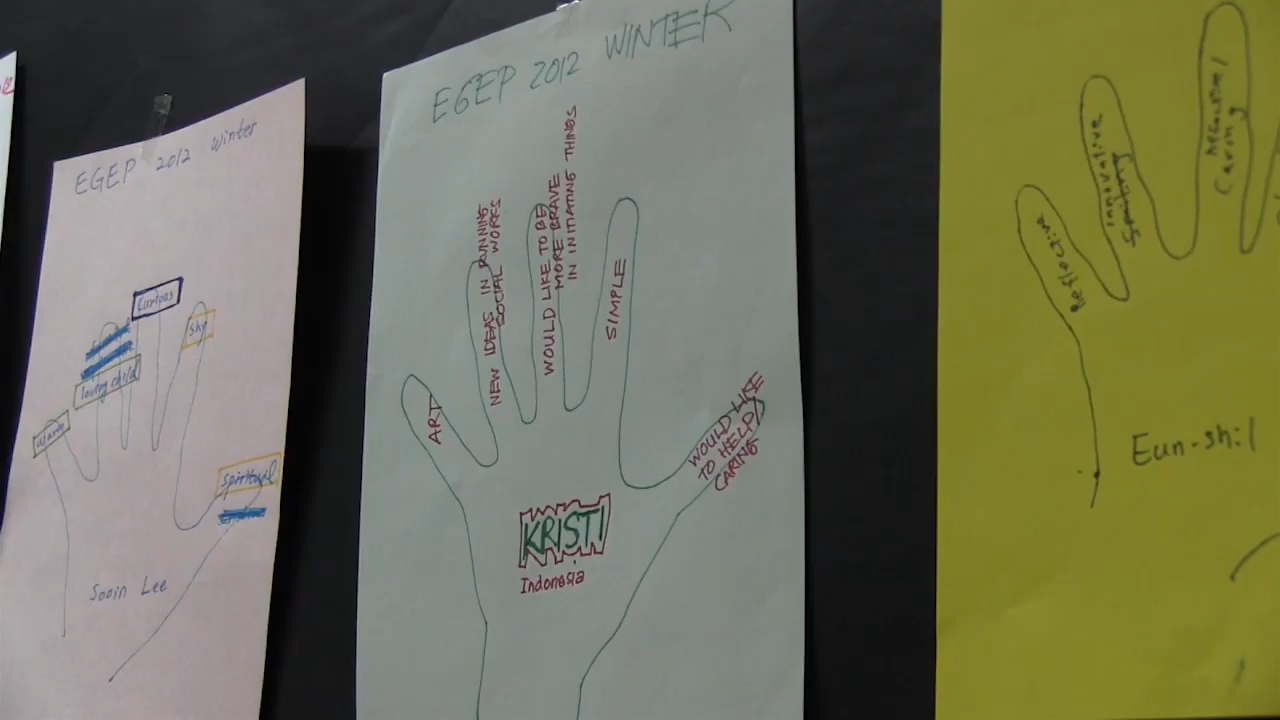 EGEP 2012 Winter
Curious
Shy
loving child
Warm
Spiritual
Sooin Lee
EGEP 2012 WINTER
ART
NEW IDEAS IN RUNNING
SOCIAL WORKS
WOULD LIKE TO BE
MORE BRAVE
IN INITIATING THINGS
SIMPLE
WOULD LIKE
TO HELP/
CARING
KRISTI
Indonesia
Reflective
Sensitive
Caring
Eun-shil